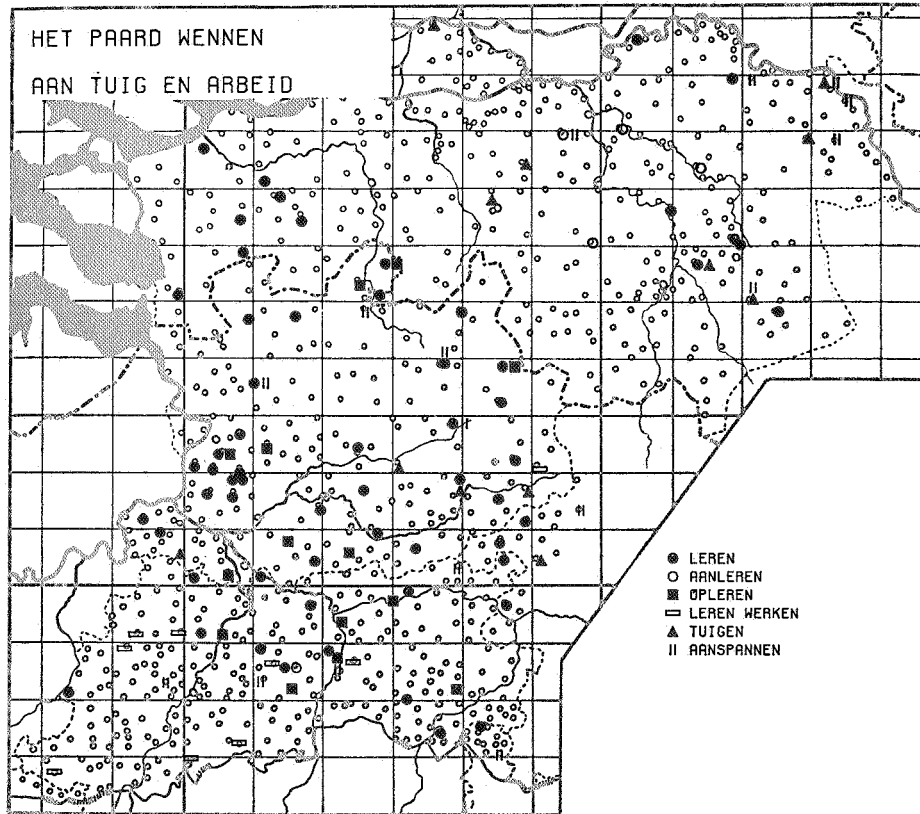 HET PAARD WENNEN
AAN TUIG EN ARBEID
LEREN
AANLEREN
OPLEREN
LEREN WERKEN
TUIGEN
AANSPANNEN